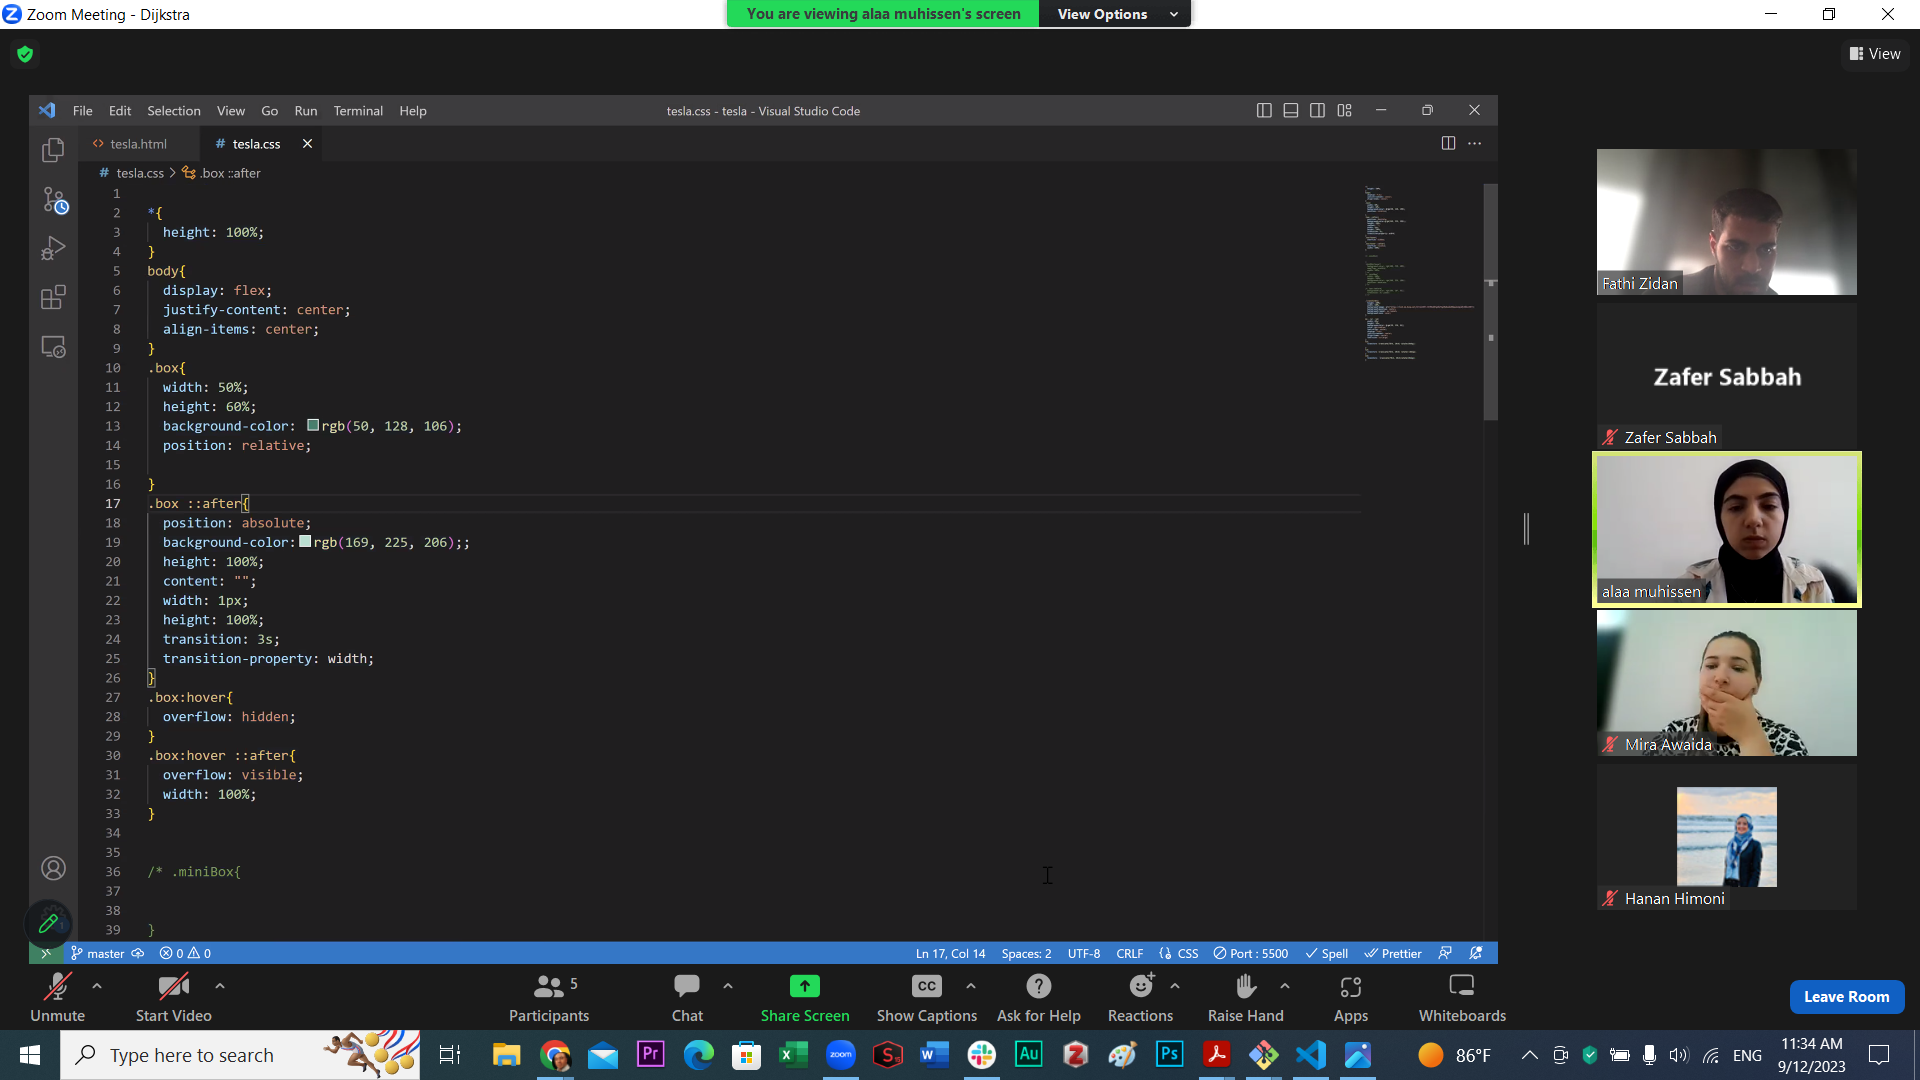 Zoom Meeting - Dijkstra
You are viewing alaa muhissen's screen
View Options
View
File Edit Selection View Go Run Terminal Help
tesla.css - tesla - Visual Studio Code
<> tesla.html
# tesla.css
# tesla.css > .box ::after
1
2 *{
3 height: 100%;
4 }
5 body{
6 display: flex;
7 justify-content: center;
8 align-items: center;
9 }
10 .box{
11 width: 50%;
12 height: 60%;
13 background-color: rgb(50, 128, 106);
14 position: relative;
15
16 }
17 .box ::after{
18 position: absolute;
19 background-color: rgb(169, 225, 206);;
20 height: 100%;
21 content: "";
22 width: 1px;
23 height: 100%;
24 transition: 3s;
25 transition-property: width;
26 }
27 .box:hover{
28 overflow: hidden;
29 }
30 .box:hover ::after{
31 overflow: visible;
32 width: 100%;
33 }
34
35
36 /* .miniBox{
37
38
39 }
master 0 0 Ln 17, Col 14 Spaces: 2 UTF-8 CRLF CSS Port : 5500 Spell Prettier
Fathi Zidan
Zafer Sabbah
Zafer Sabbah
alaa muhissen
Mira Awaida
Hanan Himoni
Unmute
Start Video
Participants 5
Chat
Share Screen
CC
Show Captions
Ask for Help
Reactions
Raise Hand
Apps
Whiteboards
Leave Room
Type here to search
Pr
zoom
Au
Ps
86°F
ENG
11:34 AM
9/12/2023